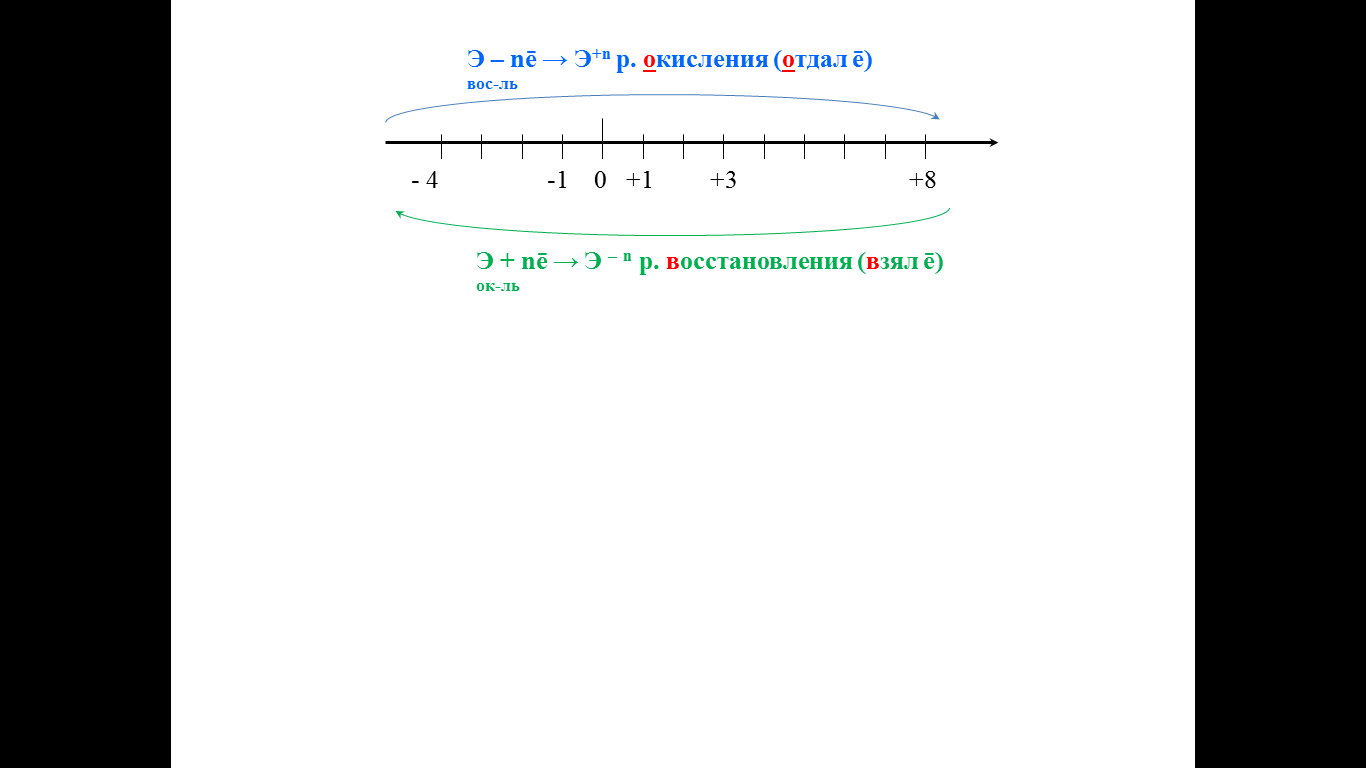 Э – nē → Э⁺ⁿ р. окисления (отдал ē)
вос-ль
- 4 -1 0 +1 +3 +8
Э + nē → Э ⁻ ⁿ р. восстановления (взял ē)
ок-ль